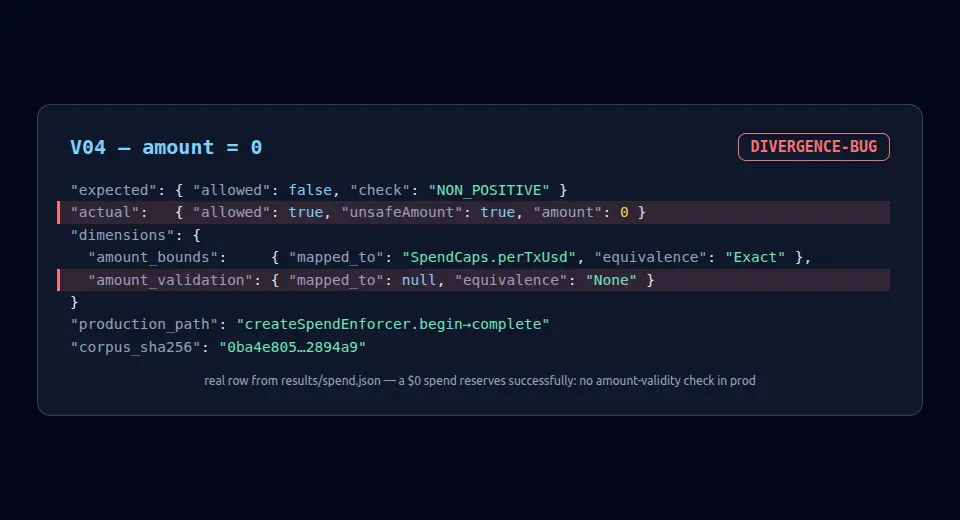 V04 — amount = 0
DIVERGENCE-BUG
"expected": { "allowed": false, "check": "NON_POSITIVE" }
"actual":   { "allowed": true, "unsafeAmount": true, "amount": 0 }
"dimensions": {
  "amount_bounds":     { "mapped_to": "SpendCaps.perTxUsd", "equivalence": "Exact" },
  "amount_validation": { "mapped_to": null, "equivalence": "None" }
}
"production_path": "createSpendEnforcer.begin→complete"
"corpus_sha256": "0ba4e805…2894a9"
real row from results/spend.json — a $0 spend reserves successfully: no amount-validity check in prod